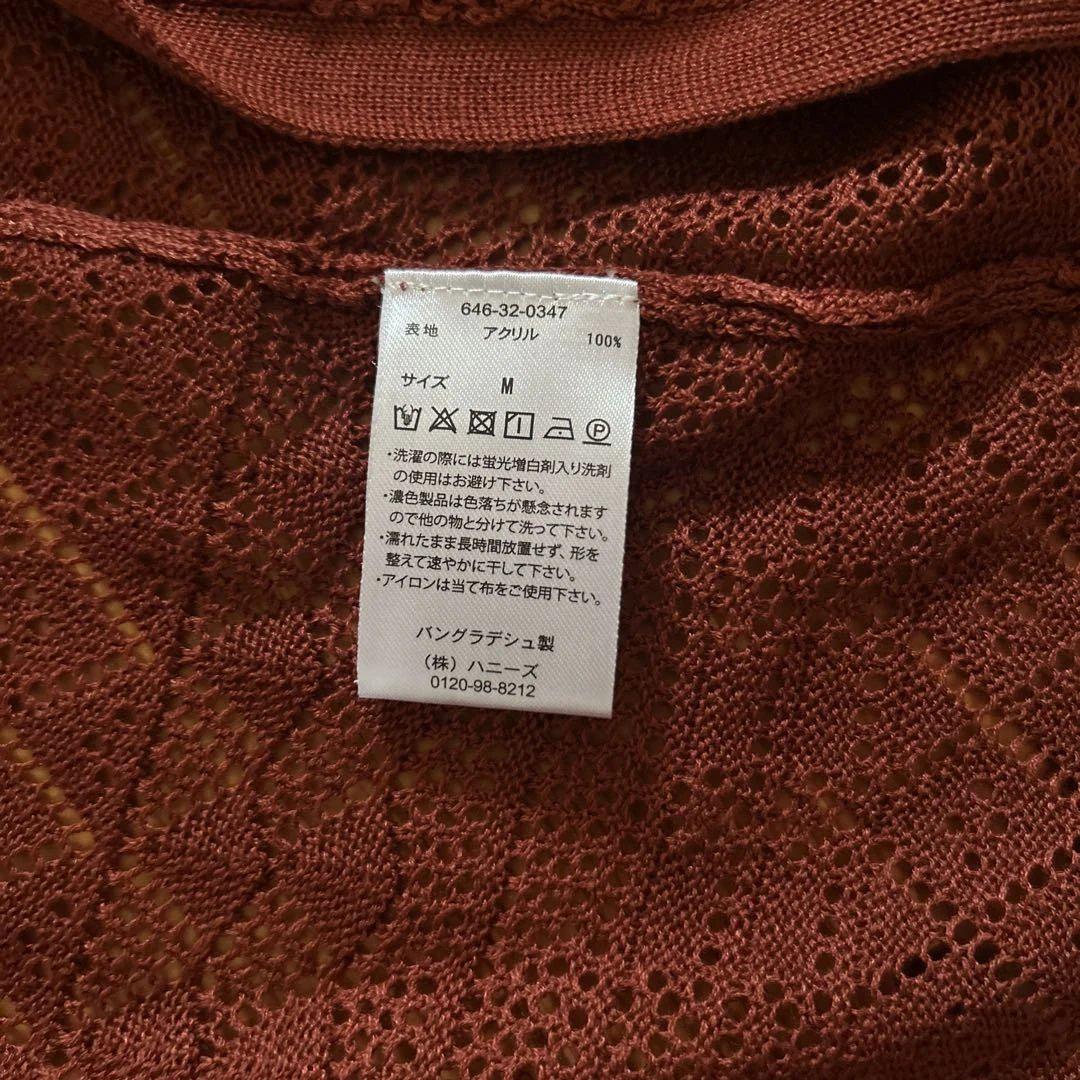 646-32-0347
表地 アクリル 100%
サイズ M
P
・洗濯の際には蛍光増白剤入り洗剤
の使用はお避け下さい。
・濃色製品は色落ちが懸念されます
ので他の物と分けて洗って下さい。
・濡れたまま長時間放置せず、形を
整えて速やかに干して下さい。
・アイロンは当て布をご使用下さい。
バングラデシュ製
（株）ハニーズ
0120-98-8212